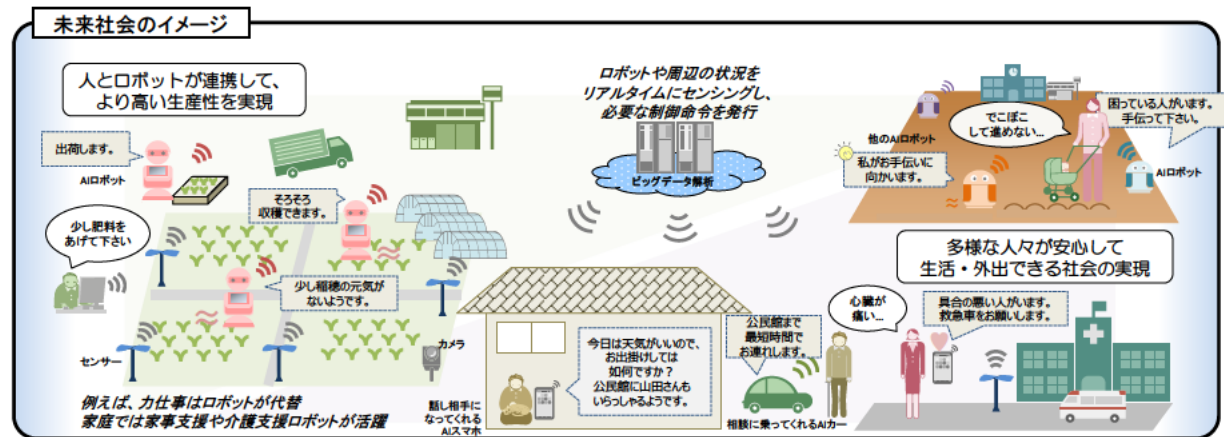 未来社会のイメージ
人とロボットが連携して、
より高い生産性を実現
出荷します。
AIロボット
そろそろ
収穫できます。
少し肥料を
あげて下さい
少し稲穂の元気が
ないようです。
センサー
カメラ
例えば、力仕事はロボットが代替
家庭では家事支援や介護支援ロボットが活躍
ロボットや周辺の状況を
リアルタイムにセンシングし、
必要な制御命令を発行
ビッグデータ解析
今日は天気がいいので、
お出掛けしては
如何ですか？
公民館に山田さんも
いらっしゃるようです。
話し相手に
なってくれる
AIスマホ
公民館まで
最短時間で
お連れします。
相談に乗ってくれるAIカー
他のAIロボット
でこぼこ
して進めない…
困っている人がいます。
手伝って下さい。
私がお手伝いに
向かいます。
AIロボット
多様な人々が安心して
生活・外出できる社会の実現
心臓が
痛い…
具合の悪い人がいます。
救急車をお願いします。